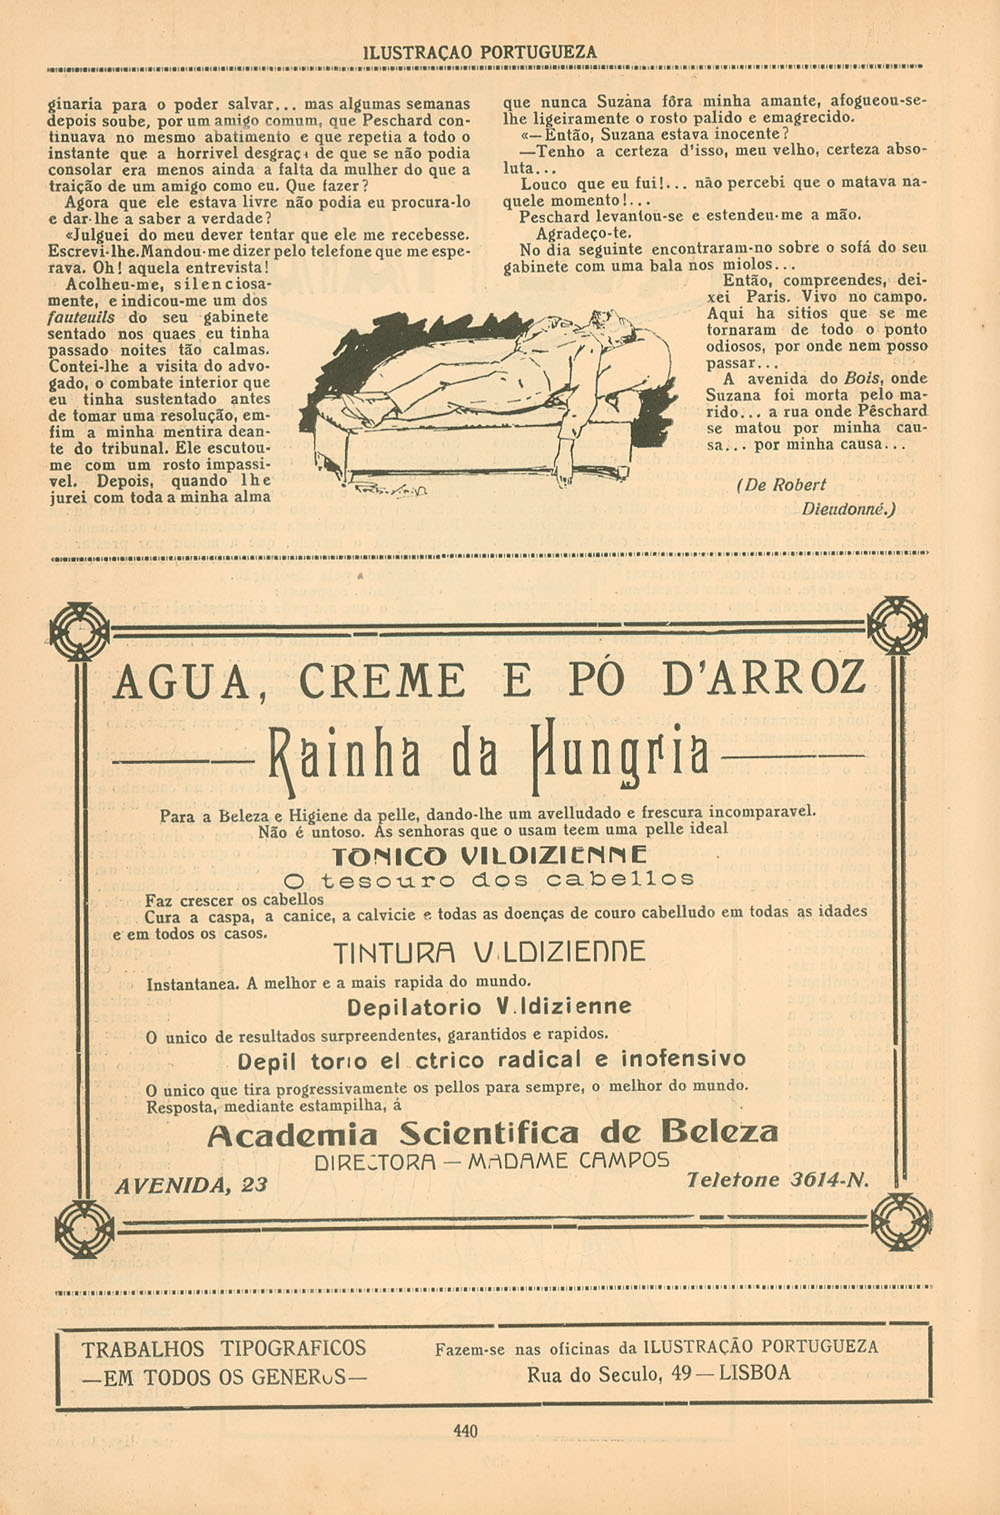 ILUSTRAÇAO PORTUGUEZA
ginaria para o poder salvar... mas algumas semanas
depois soube, por um amigo comum, que Peschard con-
tinuava no mesmo abatimento e que repetia a todo o
instante que a horrivel desgraça de que se não podia
consolar era menos ainda a falta da mulher do que a
traição de um amigo como eu. Que fazer?
Agora que ele estava livre não podia eu procura-lo
e dar-lhe a saber a verdade?
«Julguei do meu dever tentar que ele me recebesse.
Escrevi-lhe. Mandou-me dizer pelo telefone que me espe-
rava. Oh! aquela entrevista!
Acolheu-me, silenciosa-
mente, e indicou-me um dos
fauteuils do seu gabinete
sentado nos quaes eu tinha
passado noites tão calmas.
Contei-lhe a visita do advo-
gado, o combate interior que
eu tinha sustentado antes
de tomar uma resolução, em-
fim a minha mentira dean-
te do tribunal. Ele escutou-
me com um rosto impassi-
vel. Depois, quando lhe
jurei com toda a minha alma
que nunca Suzana fôra minha amante, afogueou-se-
lhe ligeiramente o rosto palido e emagrecido.
«—Então, Suzana estava inocente?
—Tenho a certeza d'isso, meu velho, certeza abso-
luta...
Louco que eu fui!... não percebi que o matava na-
quele momento!...
Peschard levantou-se e estendeu-me a mão.
Agradeço-te.
No dia seguinte encontraram-no sobre o sofá do seu
gabinete com uma bala nos miolos...
Então, compreendes, dei-
xei Paris. Vivo no campo.
Aqui ha sitios que se me
tornaram de todo o ponto
odiosos, por onde nem posso
passar...
A avenida do Bois, onde
Suzana foi morta pelo ma-
rido... a rua onde Pêschard
se matou por minha cau-
sa... por minha causa...
(De Robert
Dieudonné.)
AGUA, CREME E PÓ D'ARROZ
Rainha da Hungria
Para a Beleza e Higiene da pelle, dando-lhe um avelludado e frescura incomparavel.
Não é untoso. As senhoras que o usam teem uma pelle ideal
TONICO VILDIZIENNE
O tesouro dos cabellos
Faz crescer os cabellos
Cura a caspa, a canice, a calvicie e todas as doenças de couro cabelludo em todas as idades
e em todos os casos.
TINTURA V.LDIZIENNE
Instantanea. A melhor e a mais rapida do mundo.
Depilatorio V.ldizienne
O unico de resultados surpreendentes, garantidos e rapidos.
Depil torio el ctrico radical e inofensivo
O unico que tira progressivamente os pellos para sempre, o melhor do mundo.
Resposta, mediante estampilha, á
Academia Scientifica de Beleza
DIRECTORA — MADAME CAMPOS
AVENIDA, 23
Telefone 3614-N.
TRABALHOS TIPOGRAFICOS
—EM TODOS OS GENEROS—
Fazem-se nas oficinas da ILUSTRAÇÃO PORTUGUEZA
Rua do Seculo, 49 — LISBOA
440